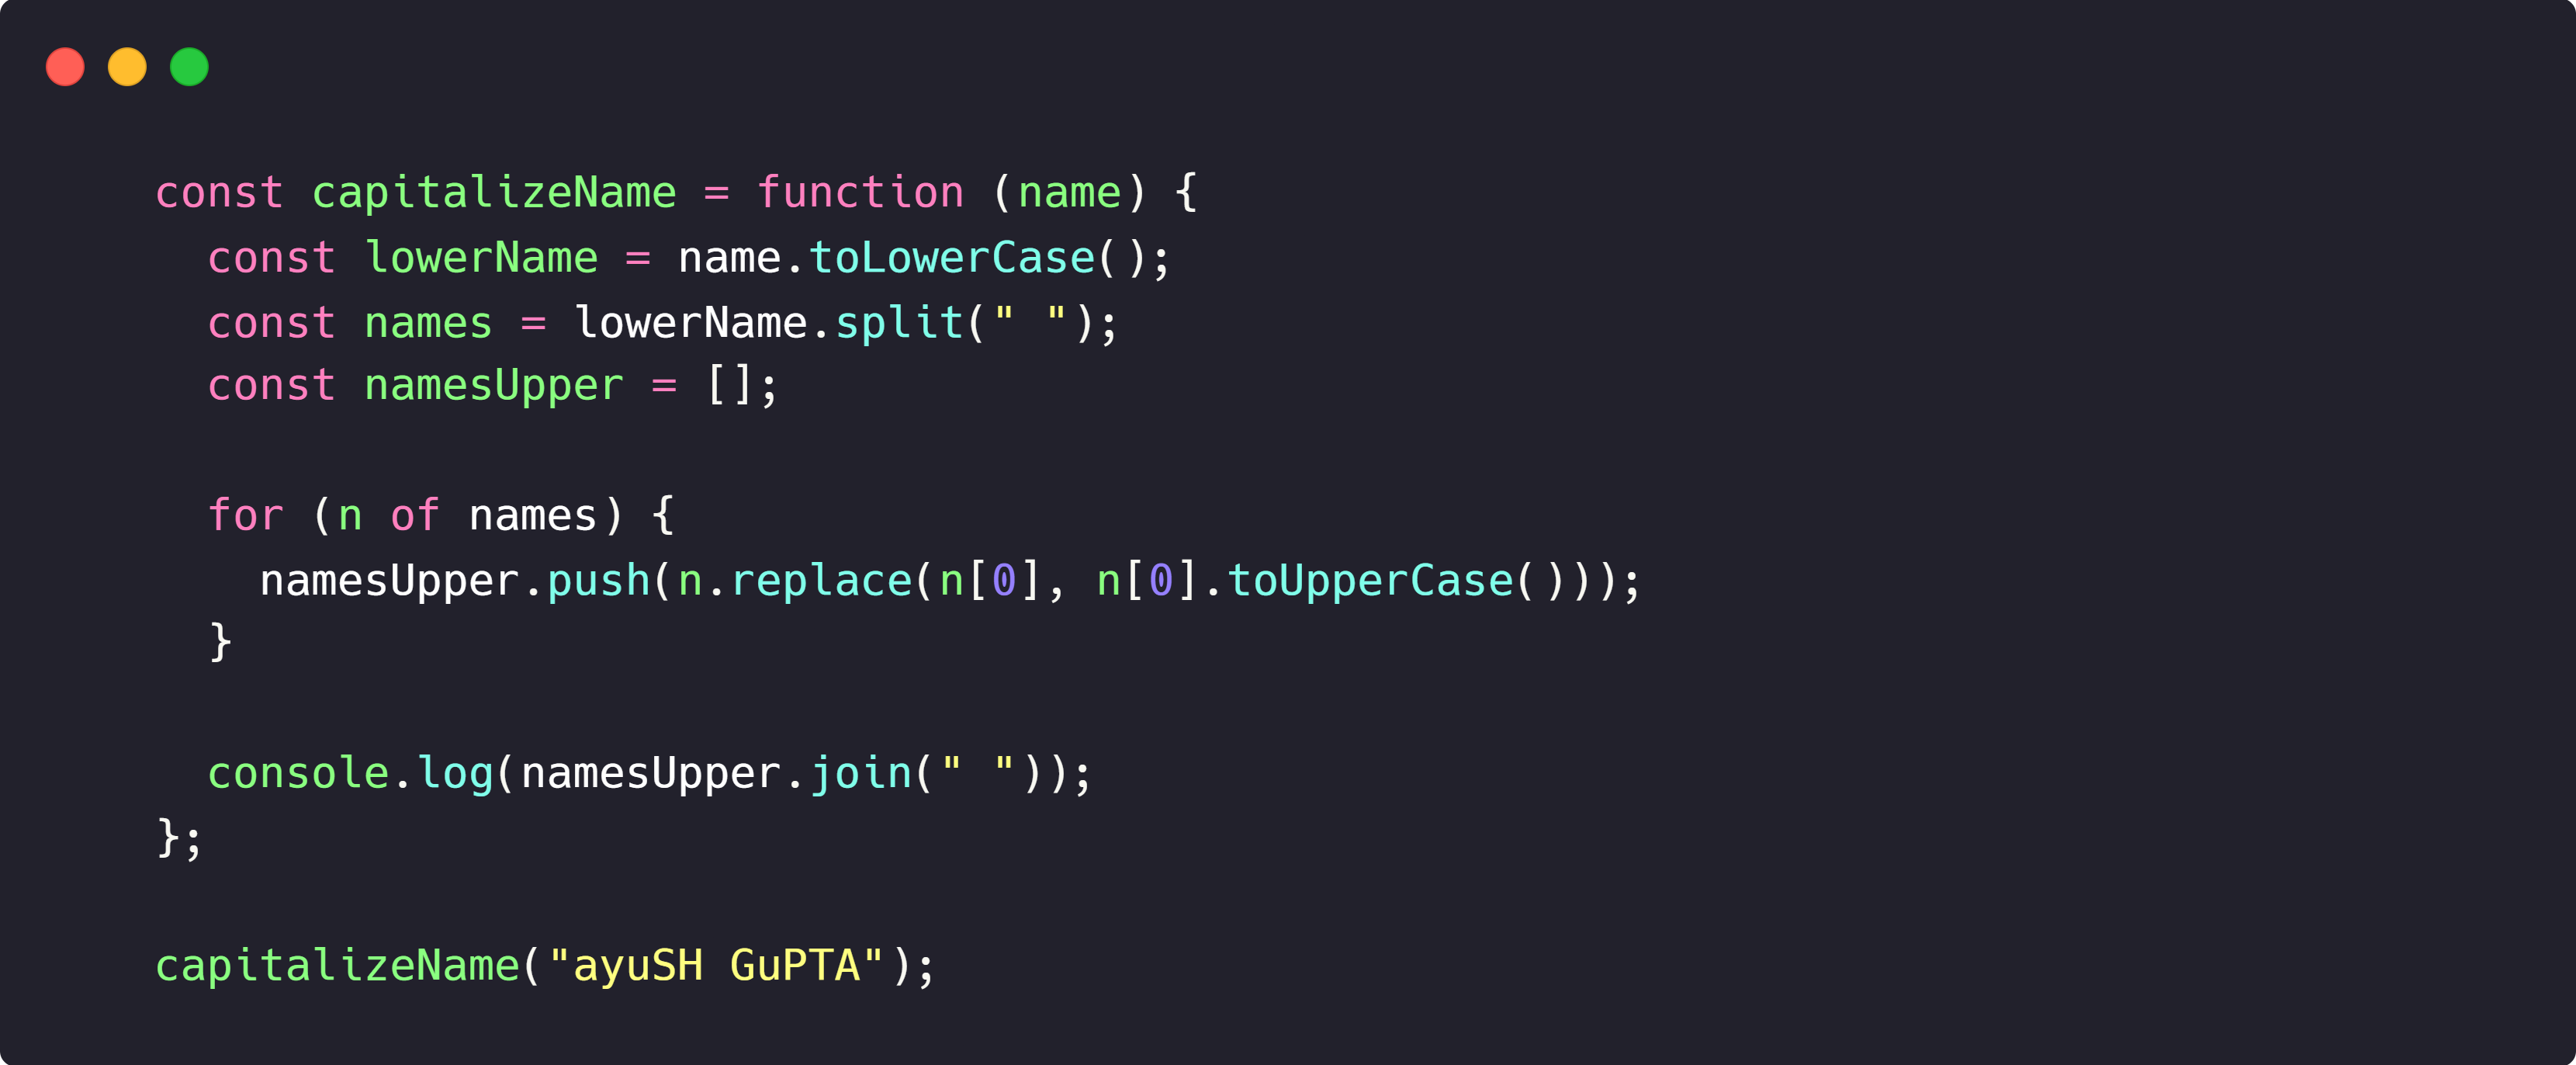 const capitalizeName = function (name) {
  const lowerName = name.toLowerCase();
  const names = lowerName.split(" ");
  const namesUpper = [];

  for (n of names) {
    namesUpper.push(n.replace(n[0], n[0].toUpperCase()));
  }

  console.log(namesUpper.join(" "));
};

capitalizeName("ayuSH GuPTA");